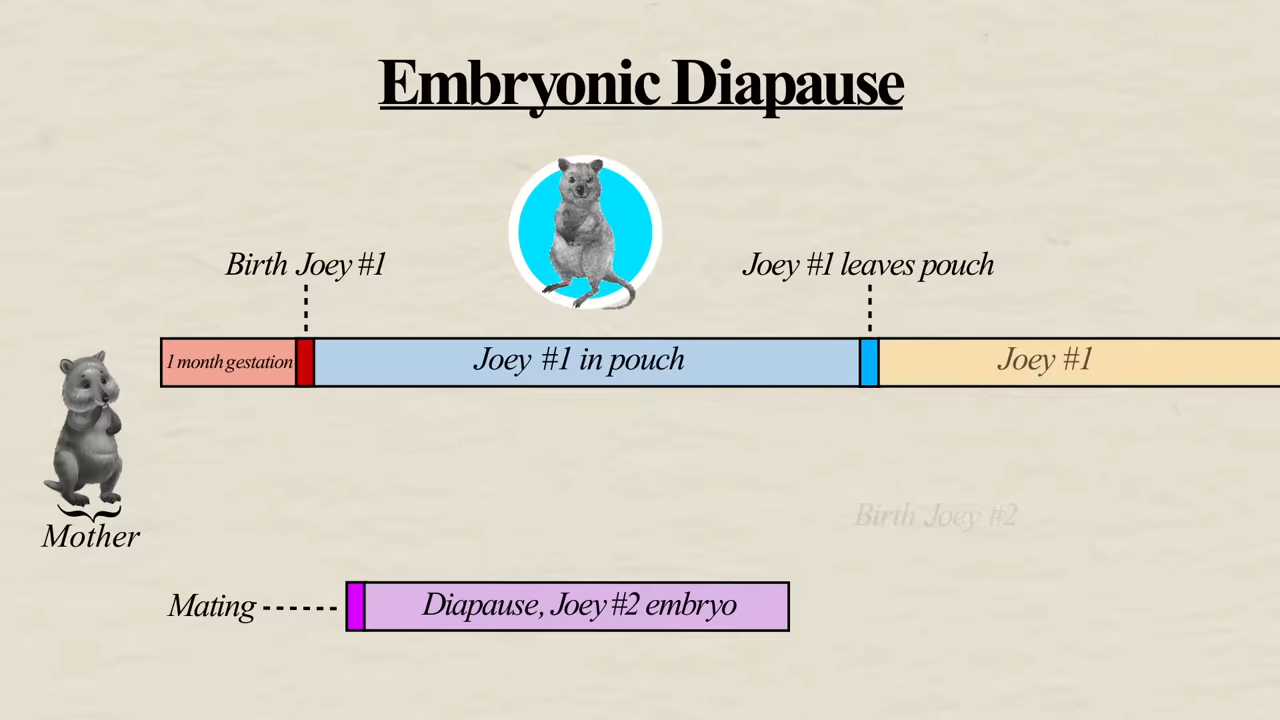 Embryonic Diapause
Birth Joey #1
Joey #1 leaves pouch
1 month gestation
Joey #1 in pouch
Joey #1
Birth Joey #2
Mother
Mating
Diapause, Joey #2 embryo